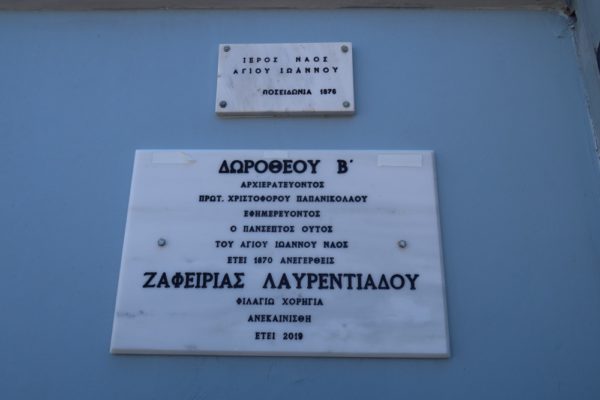 ΙΕΡΟΣ ΝΑΟΣ
ΑΓΙΟΥ ΙΩΑΝΝΟΥ
ΠΟΣΕΙΔΩΝΙΑ 1876
ΔΩΡΟΘΕΟΥ Β΄
ΑΡΧΙΕΡΑΤΕΥΟΝΤΟΣ
ΠΡΩΤ. ΧΡΙΣΤΟΦΟΡΟΥ ΠΑΠΑΝΙΚΟΛΑΟΥ
ΕΦΗΜΕΡΕΥΟΝΤΟΣ
Ο ΠΑΝΣΕΠΤΟΣ ΟΥΤΟΣ
ΤΟΥ ΑΓΙΟΥ ΙΩΑΝΝΟΥ ΝΑΟΣ
ΕΤΕΙ 1870 ΑΝΕΓΕΡΘΕΙΣ
ΖΑΦΕΙΡΙΑΣ ΛΑΥΡΕΝΤΙΑΔΟΥ
ΦΙΛΑΓΙΩ ΧΟΡΗΓΙΑ
ΑΝΕΚΑΙΝΙΣΘΗ
ΕΤΕΙ 2019